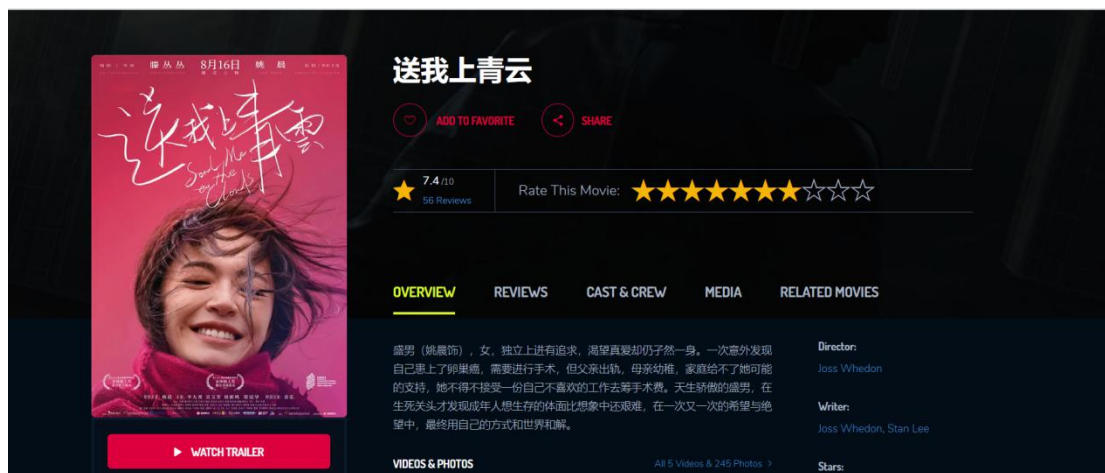 滕丛丛 8月16日 姚晨
送我上青雲
Send Me
to the
Clouds
送我上青云
ADD TO FAVORITE SHARE
7.4 /10
56 Reviews
Rate This Movie:
OVERVIEW REVIEWS CAST & CREW MEDIA RELATED MOVIES
盛男（姚晨饰），女，独立上进有追求，渴望真爱却仍孑然一身。一次意外发现
自己患上了卵巢癌，需要进行手术，但父亲出轨，母亲幼稚，家庭给不了她可能
的支持，她不得不接受一份自己不喜欢的工作去筹手术费。天生骄傲的盛男，在
生死关头才发现成年人想生存的体面比想象中还艰难，在一次又一次的希望与绝
望中，最终用自己的方式和世界和解。
Director:
Joss Whedon
Writer:
Joss Whedon, Stan Lee
Stars:
WATCH TRAILER
VIDEOS & PHOTOS All 5 Videos & 245 Photos >